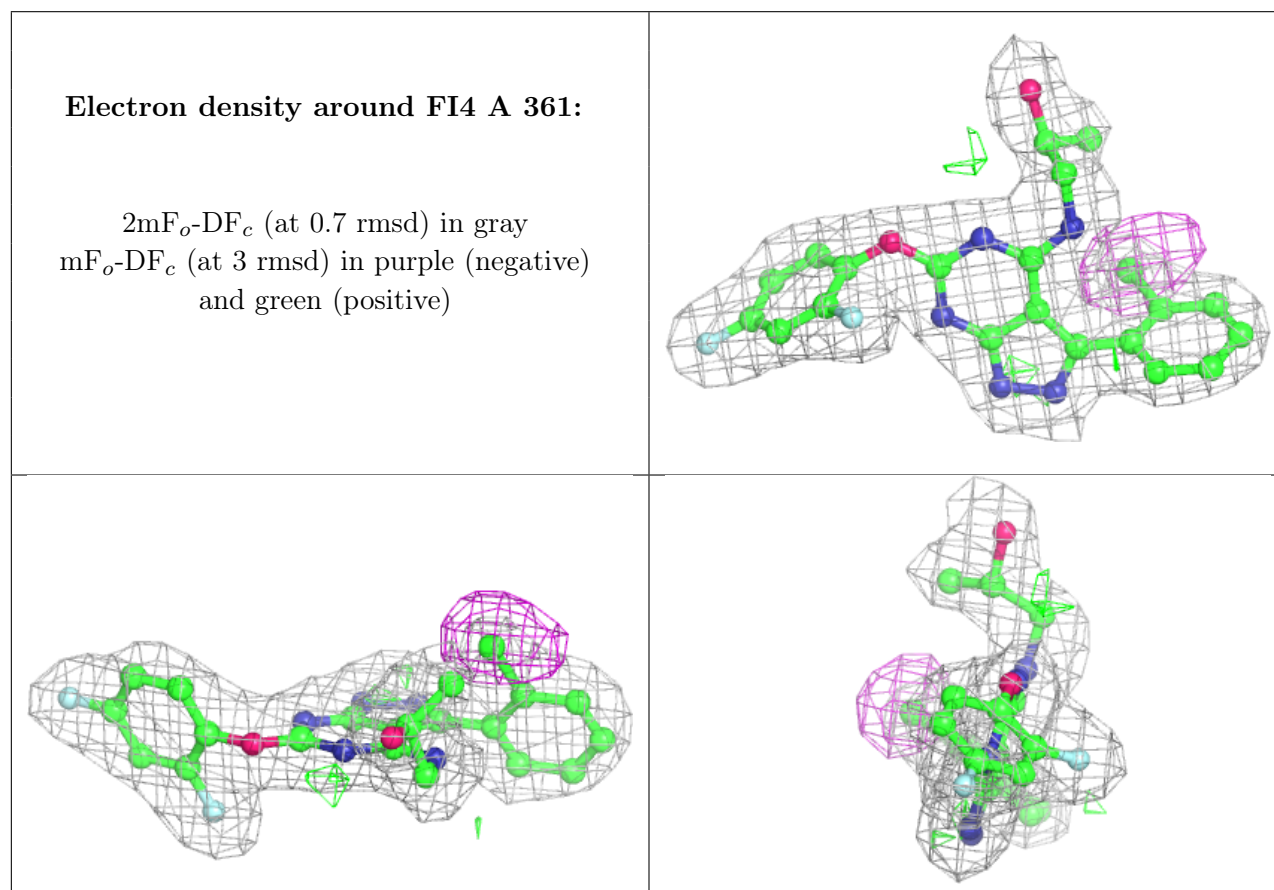 Electron density around FI4 A 361:
2mFo-DFc (at 0.7 rmsd) in gray
mFo-DFc (at 3 rmsd) in purple (negative)
and green (positive)